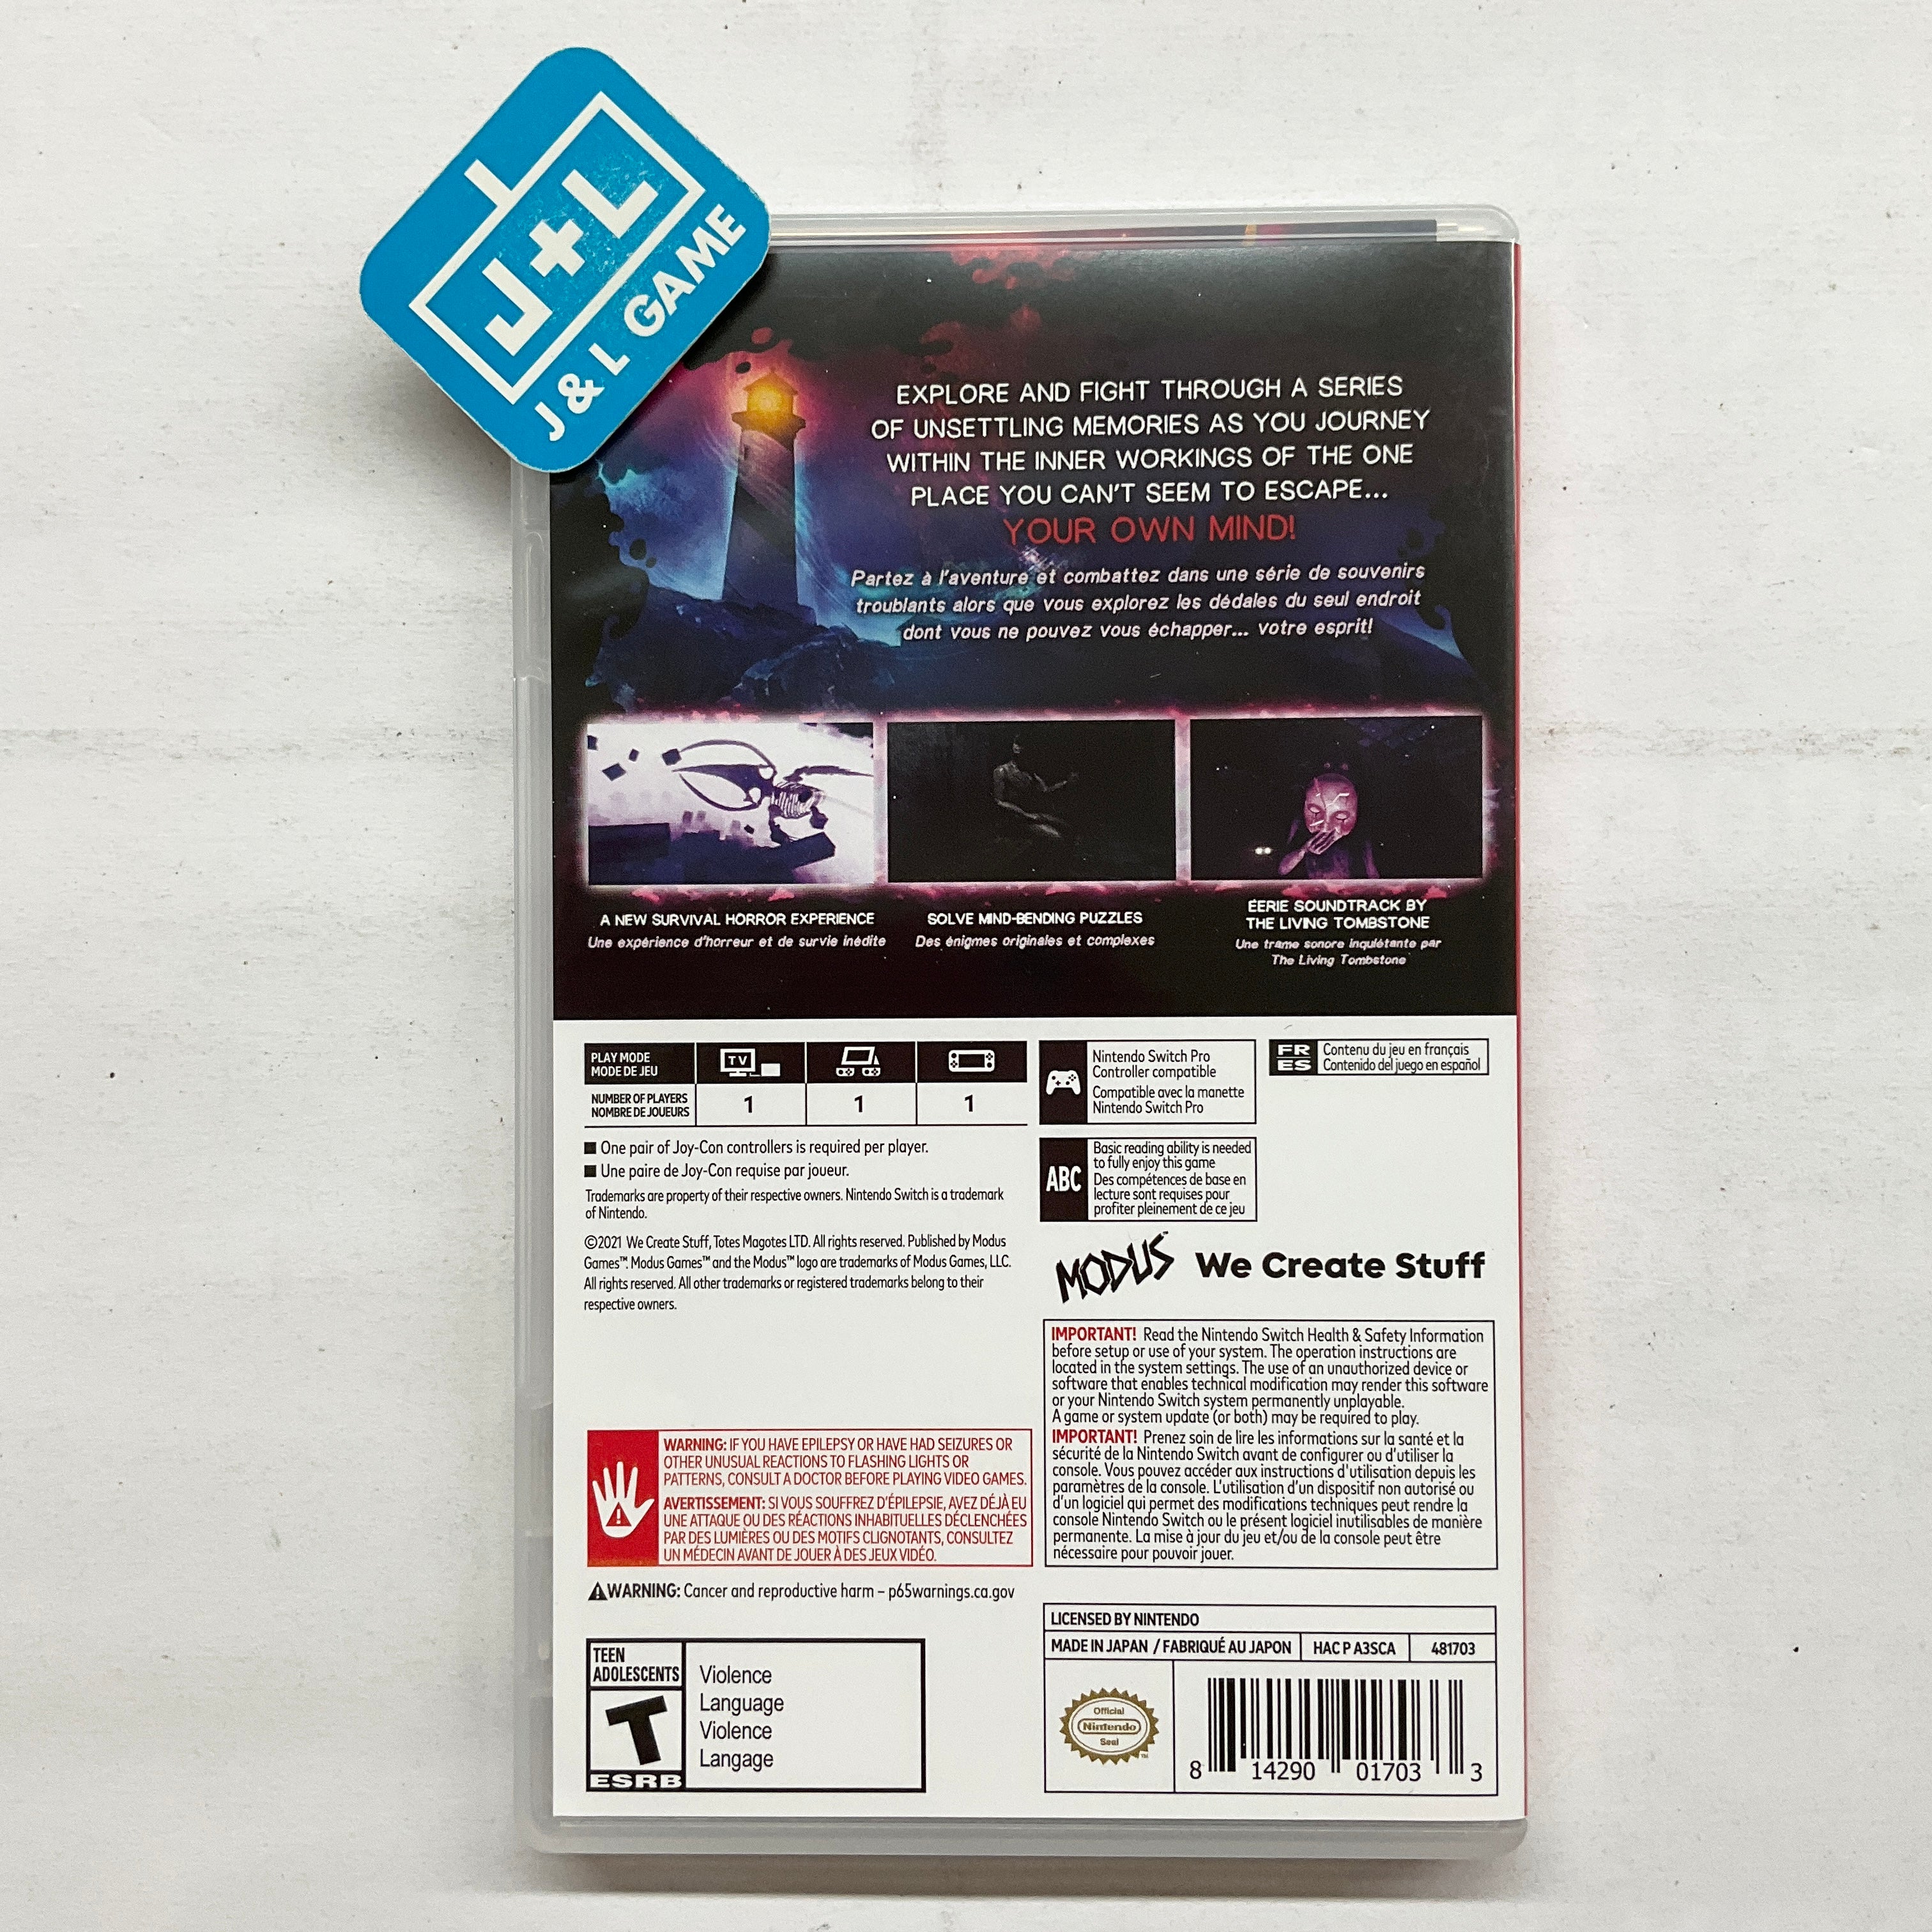 J+L
J & L GAME
EXPLORE AND FIGHT THROUGH A SERIES
OF UNSETTLING MEMORIES AS YOU JOURNEY
WITHIN THE INNER WORKINGS OF THE ONE
PLACE YOU CAN'T SEEM TO ESCAPE...
YOUR OWN MIND!
Partez à l'aventure et combattez dans une série de souvenirs
troublants alors que vous explorez les dédales du seul endroit
dont vous ne pouvez vous échapper... votre esprit!
A NEW SURVIVAL HORROR EXPERIENCE
Une expérience d'horreur et de survie inédite
SOLVE MIND-BENDING PUZZLES
Des énigmes originales et complexes
EERIE SOUNDTRACK BY
THE LIVING TOMBSTONE
Une trame sonore inquiétante par
The Living Tombstone
PLAY MODE
MODE DE JEU
TV
NUMBER OF PLAYERS
NOMBRE DE JOUEURS
1 1 1
■ One pair of Joy-Con controllers is required per player.
■ Une paire de Joy-Con requise par joueur.
Trademarks are property of their respective owners. Nintendo Switch is a trademark
of Nintendo.
©2021 We Create Stuff, Totes Magotes LTD. All rights reserved. Published by Modus
Games™. Modus Games™ and the Modus™ logo are trademarks of Modus Games, LLC.
All rights reserved. All other trademarks or registered trademarks belong to their
respective owners.
Nintendo Switch Pro
Controller compatible
Compatible avec la manette
Nintendo Switch Pro
FR
ES
Contenu du jeu en français
Contenido del juego en español
ABC
Basic reading ability is needed
to fully enjoy this game
Des compétences de base en
lecture sont requises pour
profiter pleinement de ce jeu
MODUS™ We Create Stuff
IMPORTANT! Read the Nintendo Switch Health & Safety Information
before setup or use of your system. The operation instructions are
located in the system settings. The use of an unauthorized device or
software that enables technical modification may render this software
or your Nintendo Switch system permanently unplayable.
A game or system update (or both) may be required to play.
IMPORTANT! Prenez soin de lire les informations sur la santé et la
sécurité de la Nintendo Switch avant de configurer ou d'utiliser la
console. Vous pouvez accéder aux instructions d'utilisation depuis les
paramètres de la console. L'utilisation d'un dispositif non autorisé ou
d'un logiciel qui permet des modifications techniques peut rendre la
console Nintendo Switch ou le présent logiciel inutilisables de manière
permanente. La mise à jour du jeu et/ou de la console peut être
nécessaire pour pouvoir jouer.
WARNING: IF YOU HAVE EPILEPSY OR HAVE HAD SEIZURES OR
OTHER UNUSUAL REACTIONS TO FLASHING LIGHTS OR
PATTERNS, CONSULT A DOCTOR BEFORE PLAYING VIDEO GAMES.
AVERTISSEMENT: SI VOUS SOUFFREZ D'ÉPILEPSIE, AVEZ DÉJÀ EU
UNE ATTAQUE OU DES RÉACTIONS INHABITUELLES DÉCLENCHÉES
PAR DES LUMIÈRES OU DES MOTIFS CLIGNOTANTS, CONSULTEZ
UN MÉDECIN AVANT DE JOUER À DES JEUX VIDÉO.
⚠WARNING: Cancer and reproductive harm – p65warnings.ca.gov
TEEN
ADOLESCENTS
T
ESRB
Violence
Language
Violence
Langage
LICENSED BY NINTENDO
MADE IN JAPAN / FABRIQUÉ AU JAPON HAC P A3SCA 481703
Official
Nintendo
Seal
™
8 14290 01703 3